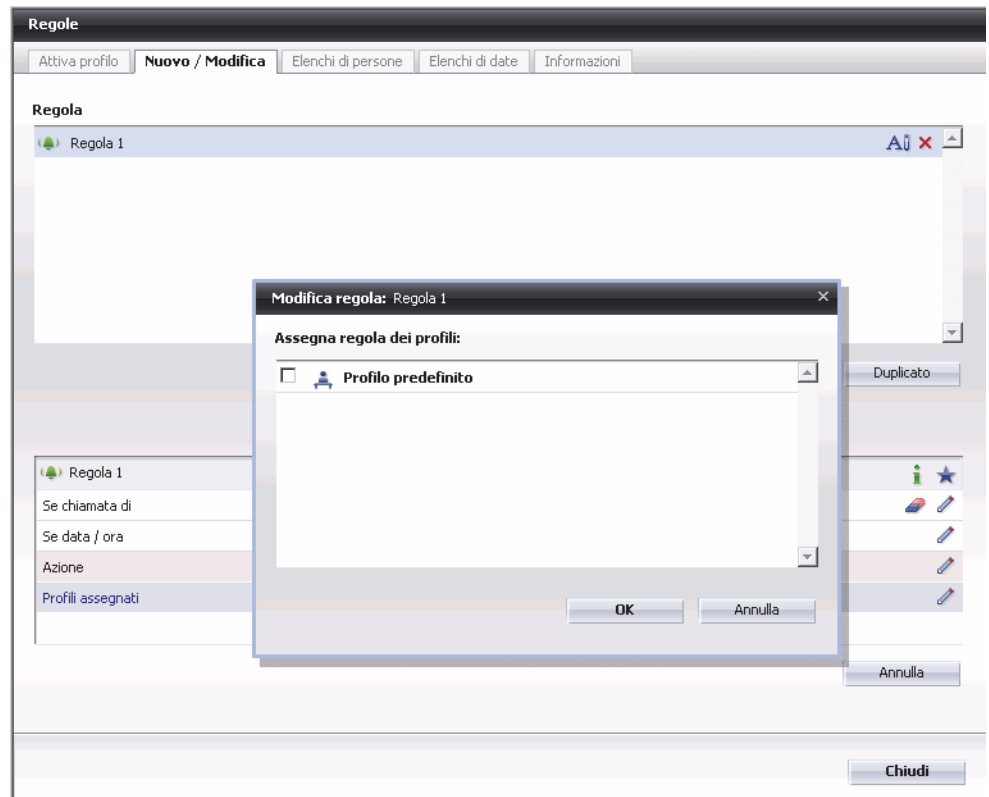 Regole
Attiva profilo
Nuovo / Modifica
Elenchi di persone
Elenchi di date
Informazioni
Regola
Regola 1
Modifica regola: Regola 1
Assegna regola dei profili:
Profilo predefinito
Duplicato
Regola 1
Se chiamata di
Se data / ora
Azione
Profili assegnati
OK
Annulla
Annulla
Chiudi